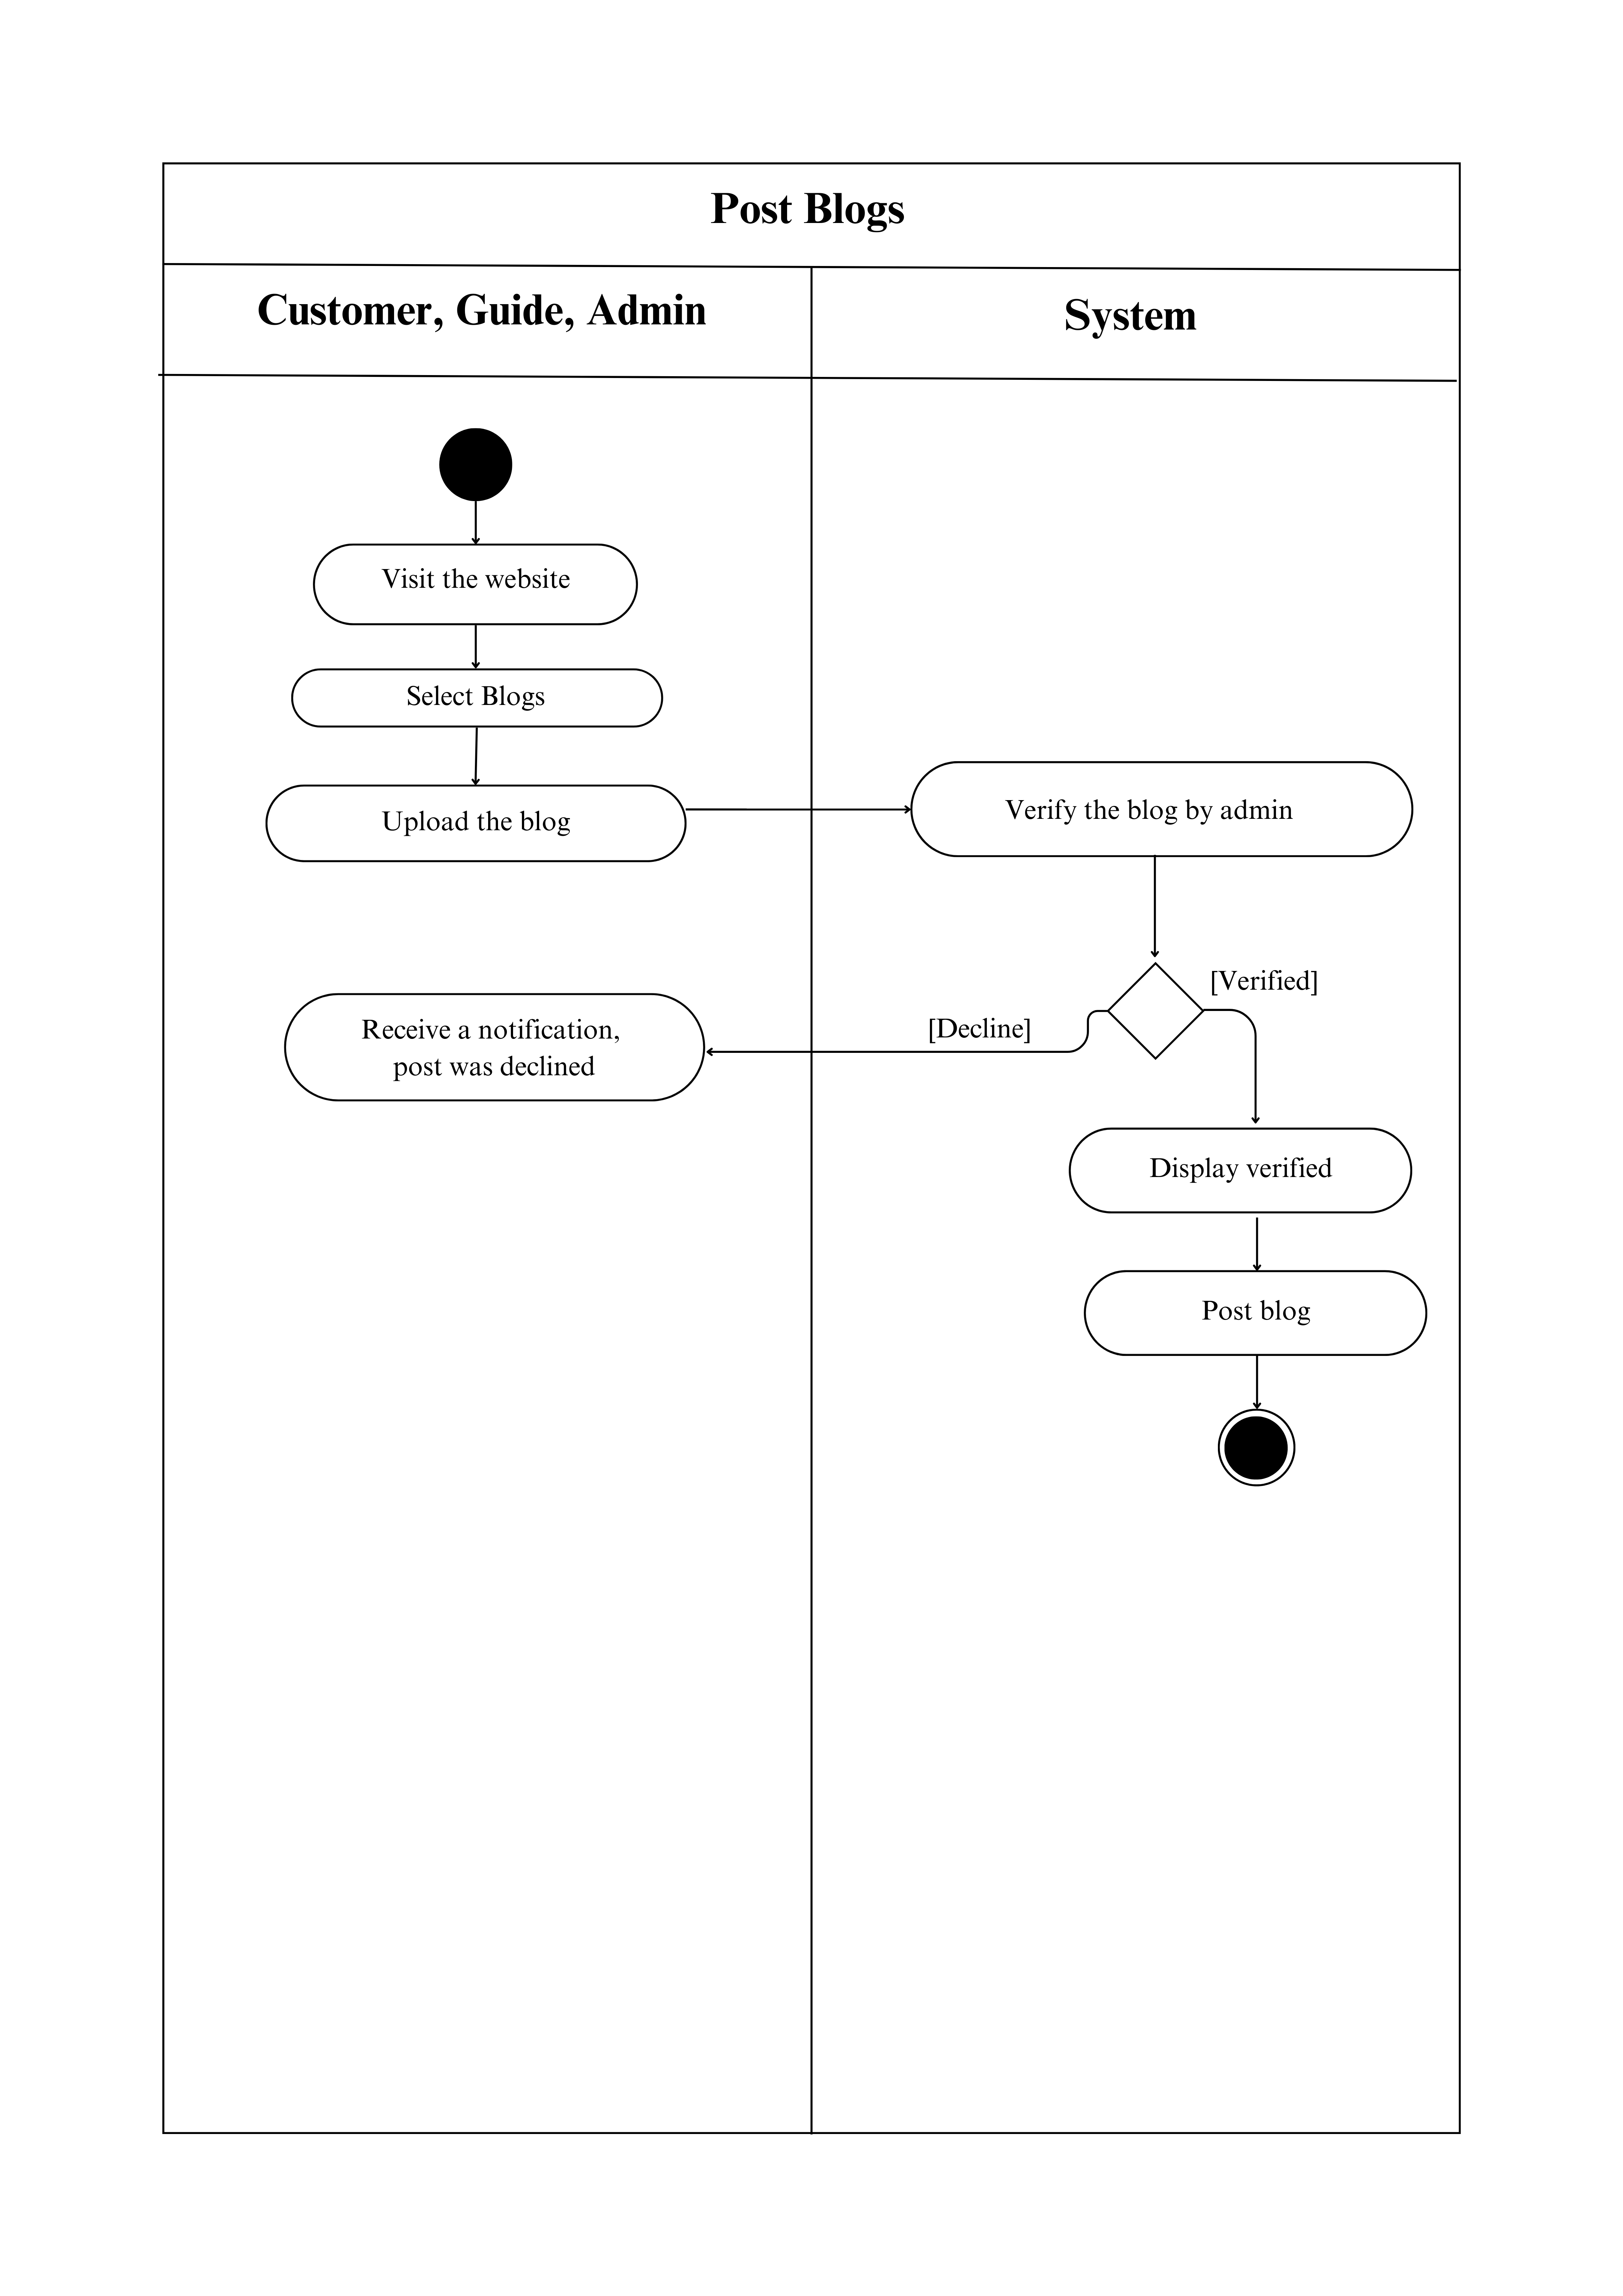 Post Blogs
Customer, Guide, Admin
System
Visit the website
Select Blogs
Upload the blog
Verify the blog by admin
[Verified]
[Decline]
Receive a notification,
post was declined
Display verified
Post blog